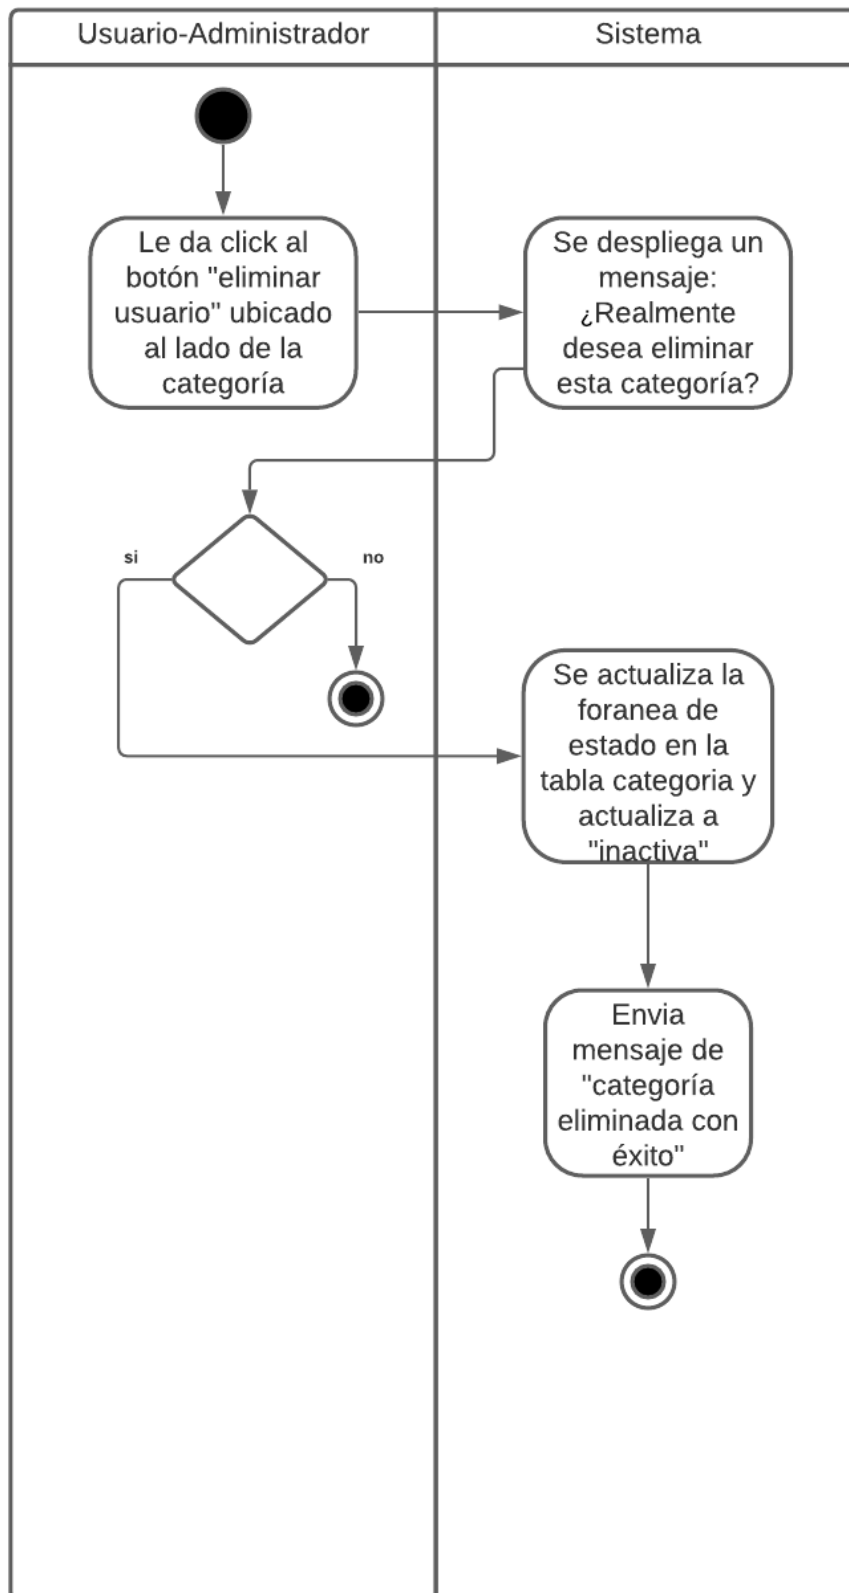 Usuario-Administrador
Sistema
Le da click al
botón "eliminar
usuario" ubicado
al lado de la
categoría
Se despliega un
mensaje:
¿Realmente
desea eliminar
esta categoría?
si
no
Se actualiza la
foranea de
estado en la
tabla categoria y
actualiza a
"inactiva"
Envia
mensaje de
"categoría
eliminada con
éxito"